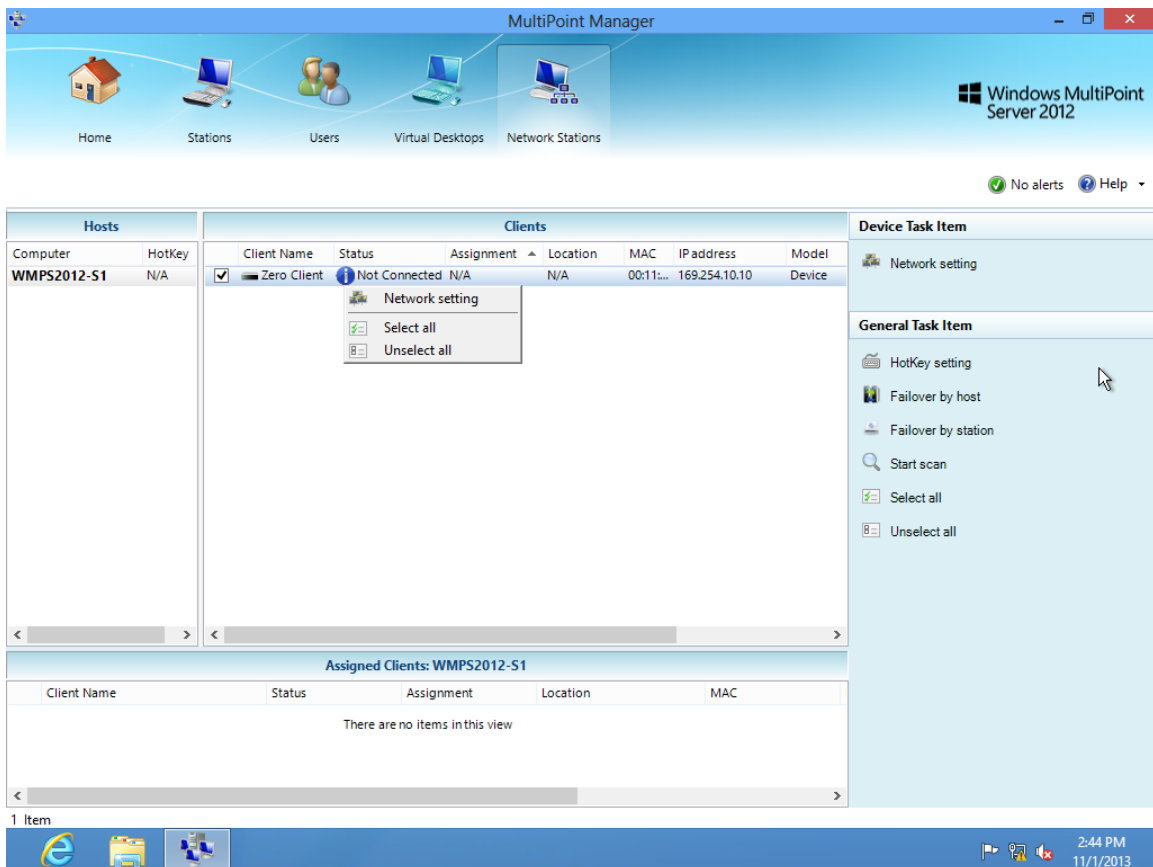 MultiPoint Manager
Home
Stations
Users
Virtual Desktops
Network Stations
Windows MultiPoint
Server 2012
No alerts
Help
Hosts
Computer HotKey
WMPS2012-S1 N/A
Clients
Client Name Status Assignment Location MAC IP address Model
Zero Client Not Connected N/A N/A 00:11:... 169.254.10.10 Device
Network setting
Select all
Unselect all
Device Task Item
Network setting
General Task Item
HotKey setting
Failover by host
Failover by station
Start scan
Select all
Unselect all
Assigned Clients: WMPS2012-S1
Client Name Status Assignment Location MAC
There are no items in this view
1 Item
2:44 PM
11/1/2013